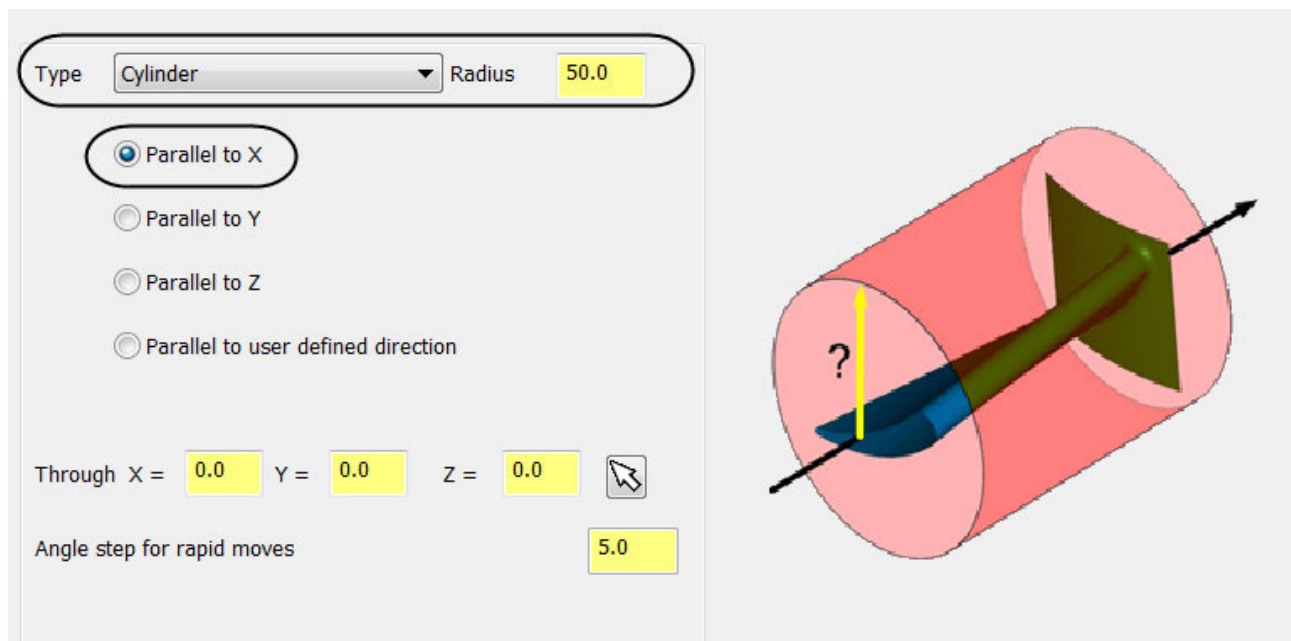 Type Cylinder Radius 50.0
Parallel to X
Parallel to Y
Parallel to Z
Parallel to user defined direction
?
Through X = 0.0 Y = 0.0 Z = 0.0
Angle step for rapid moves 5.0